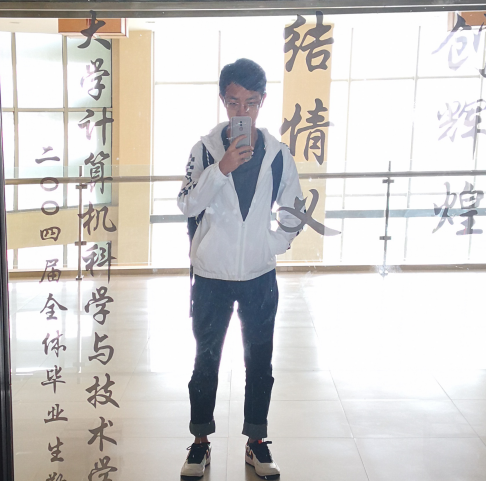 创辉煌
结情义
大学计算机科学与技术学
二〇〇四届全体毕业生